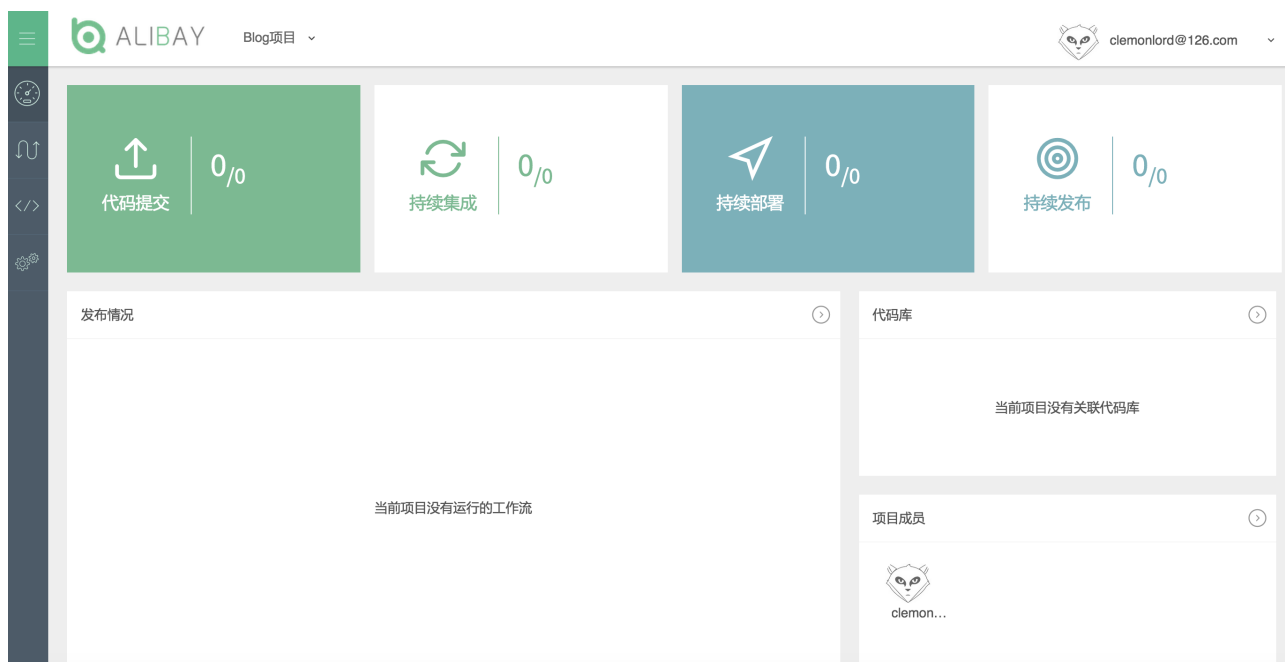 ALIBAY
Blog项目
clemonlord@126.com
0/0
代码提交
0/0
持续集成
0/0
持续部署
0/0
持续发布
发布情况
代码库
当前项目没有关联代码库
当前项目没有运行的工作流
项目成员
clemon…